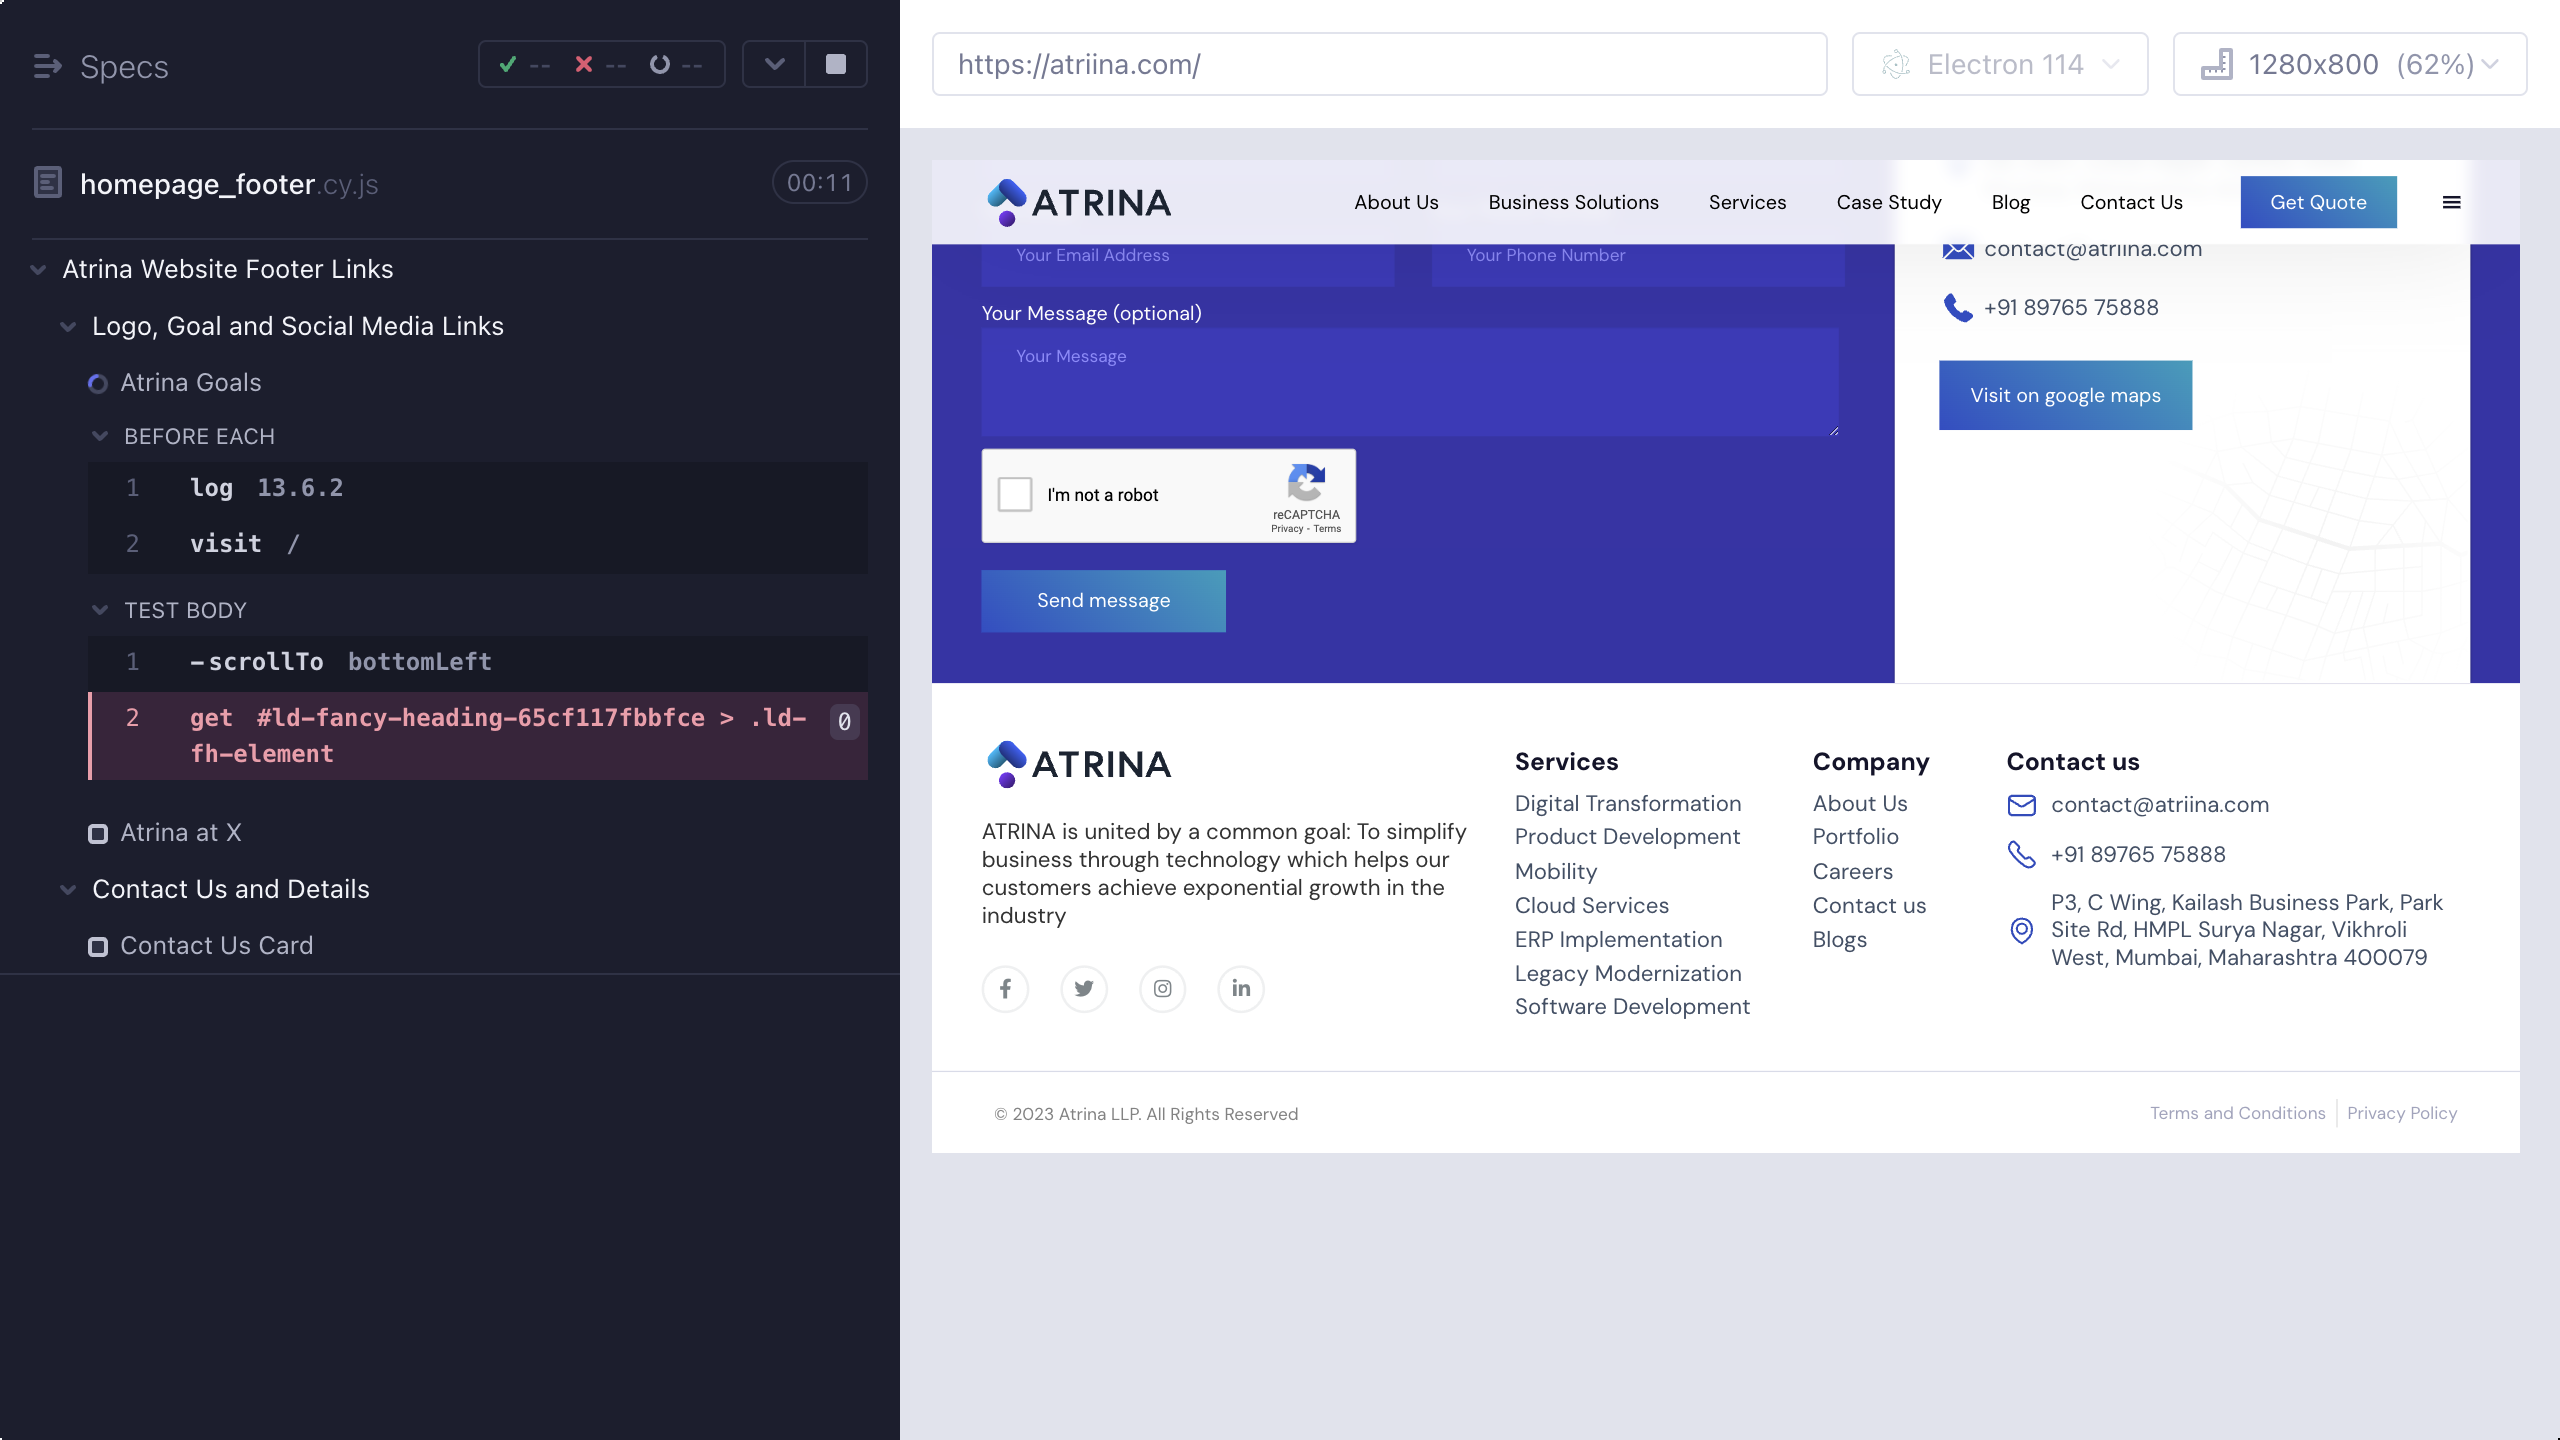 Specs
-- -- --
homepage_footer.cy.js
00:11
Atrina Website Footer Links
Logo, Goal and Social Media Links
Atrina Goals
BEFORE EACH
1 log 13.6.2
2 visit /
TEST BODY
1 -scrollTo bottomLeft
2 get #ld-fancy-heading-65cf117fbbfce > .ld-
fh-element
0
Atrina at X
Contact Us and Details
Contact Us Card
https://atriina.com/
Electron 114
1280x800 (62%)
ATRINA
About Us
Business Solutions
Services
Case Study
Blog
Contact Us
Get Quote
Your Email Address
Your Phone Number
Your Message (optional)
Your Message
I'm not a robot
reCAPTCHA
Privacy - Terms
Send message
contact@atriina.com
+91 89765 75888
Visit on google maps
ATRINA
ATRINA is united by a common goal: To simplify
business through technology which helps our
customers achieve exponential growth in the
industry
Services
Digital Transformation
Product Development
Mobility
Cloud Services
ERP Implementation
Legacy Modernization
Software Development
Company
About Us
Portfolio
Careers
Contact us
Blogs
Contact us
contact@atriina.com
+91 89765 75888
P3, C Wing, Kailash Business Park, Park
Site Rd, HMPL Surya Nagar, Vikhroli
West, Mumbai, Maharashtra 400079
© 2023 Atrina LLP. All Rights Reserved
Terms and Conditions
Privacy Policy